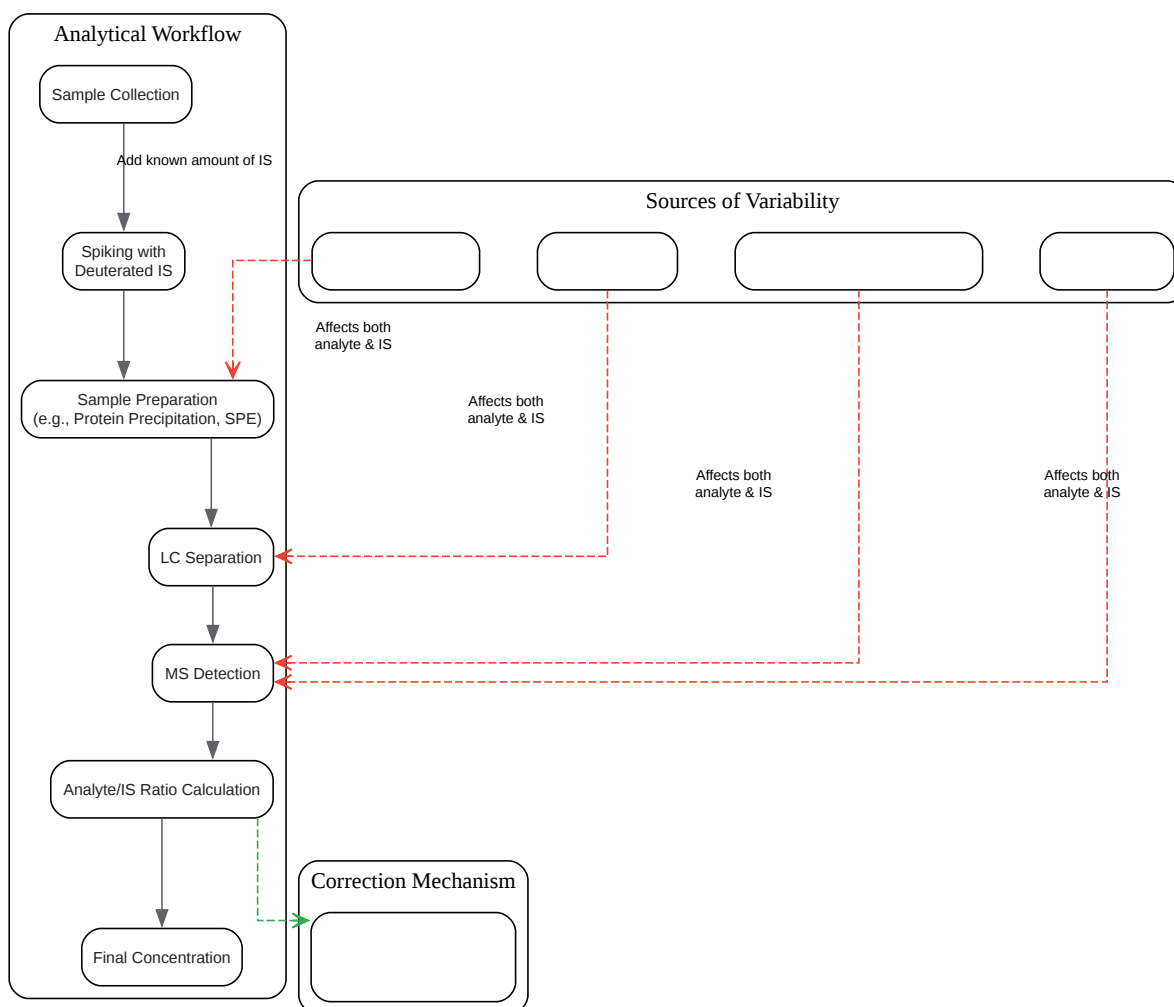 Analytical Workflow
Sample Collection
Add known amount of IS
Sources of Variability
Spiking with
Deuterated IS
Affects both
analyte & IS
Sample Preparation
(e.g., Protein Precipitation, SPE)
Affects both
analyte & IS
Affects both
analyte & IS
Affects both
analyte & IS
LC Separation
MS Detection
Analyte/IS Ratio Calculation
Correction Mechanism
Final Concentration